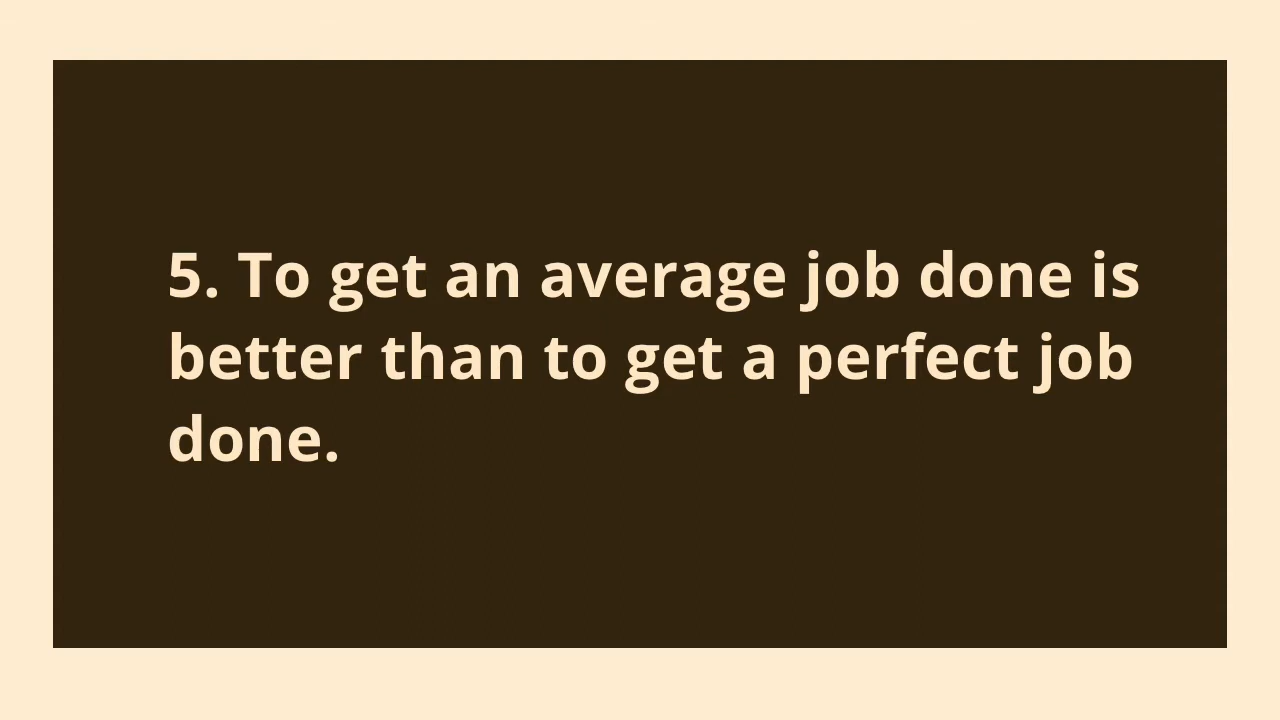 5. To get an average job done is
better than to get a perfect job
done.